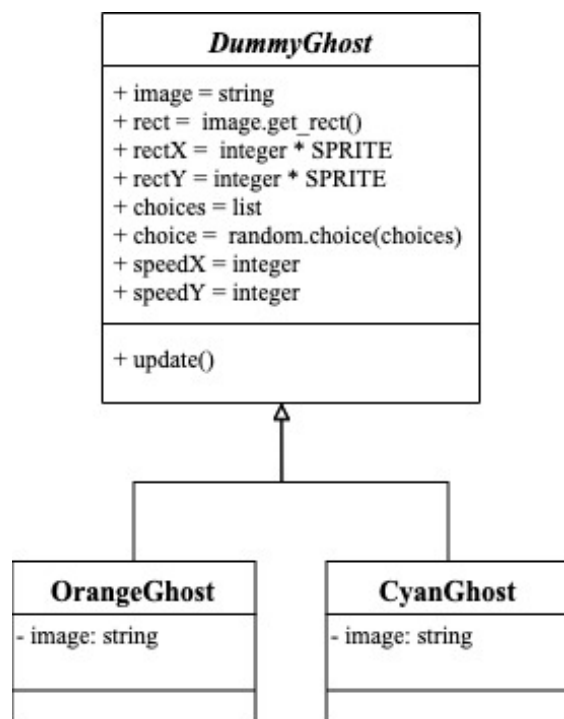 DummyGhost
+ image = string
+ rect = image.get_rect()
+ rectX = integer * SPRITE
+ rectY = integer * SPRITE
+ choices = list
+ choice = random.choice(choices)
+ speedX = integer
+ speedY = integer
+ update()
OrangeGhost
- image: string
CyanGhost
- image: string